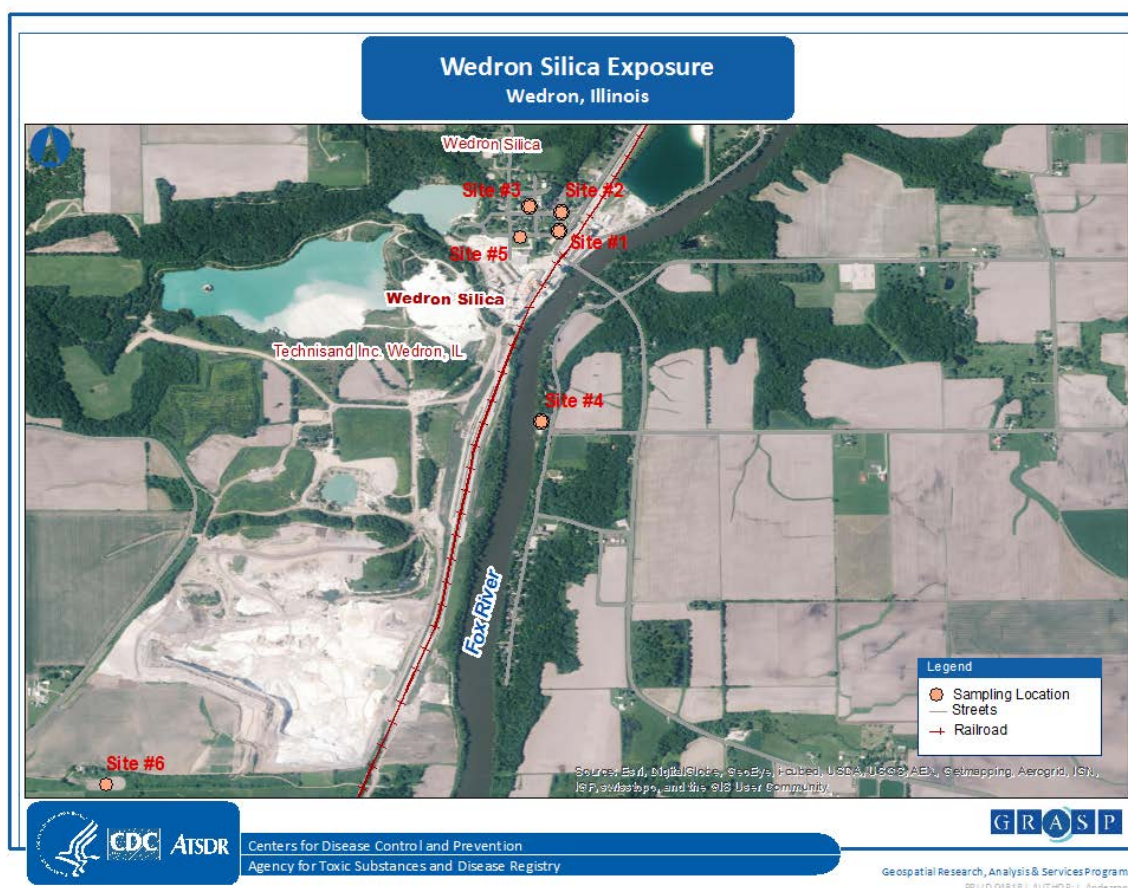 Wedron Silica Exposure
Wedron, Illinois
Wedron Silica
Site #3
Site #2
Site #1
Site #5
Wedron Silica
Technisand Inc. Wedron, IL
Site #4
Fox River
Legend
Sampling Location
Streets
Railroad
Site #6
Source: Esri, DigitalGlobe, GeoEye, i-cubed, USDA, USGS, AEX, Getmapping, Aerogrid, IGN,
IGP, swisstopo, and the GIS User Community
CDC
ATSDR
Centers for Disease Control and Prevention
Agency for Toxic Substances and Disease Registry
GRASP
Geospatial Research, Analysis & Services Program